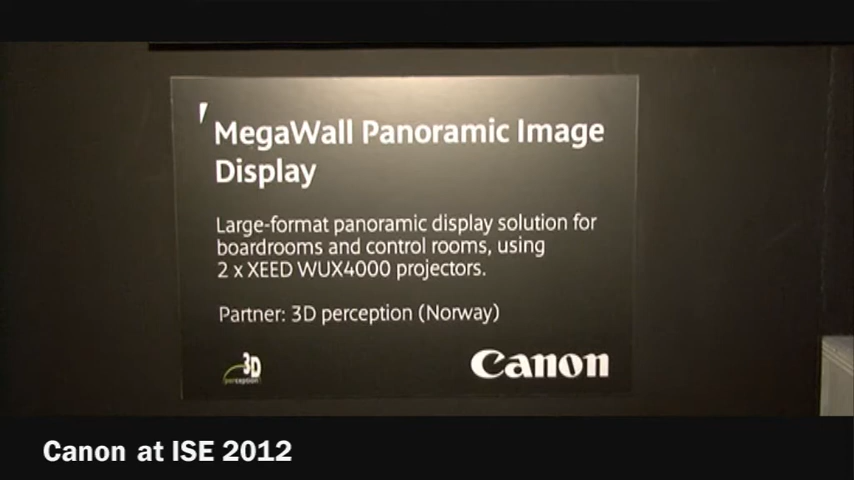 MegaWall Panoramic Image
Display
Large-format panoramic display solution for
boardrooms and control rooms, using
2 x XEED WUX4000 projectors.
Partner: 3D perception (Norway)
3D
perception
Canon
Canon at ISE 2012